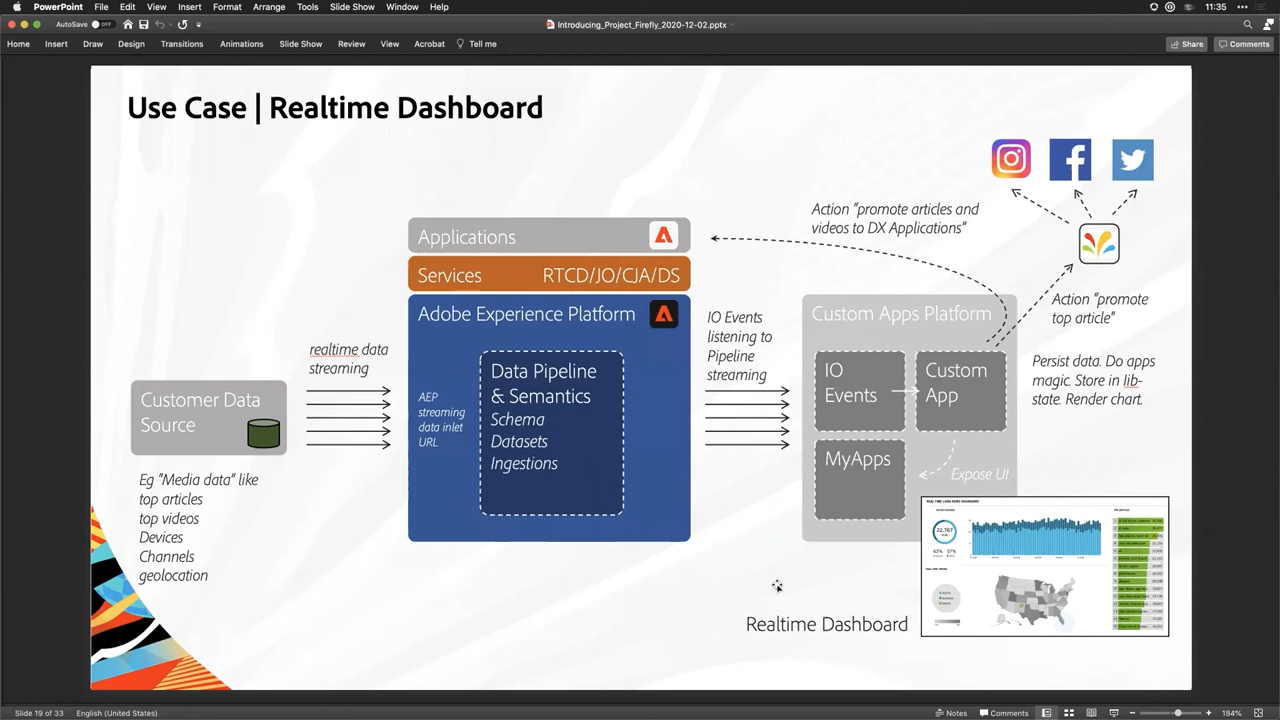 PowerPoint File Edit View Insert Format Arrange Tools Slide Show Window Help
11:35
AutoSave OFF
Introducing_Project_Firefly_2020-12-02.pptx
Home Insert Draw Design Transitions Animations Slide Show Review View Acrobat Tell me
Share Comments
Use Case | Realtime Dashboard
Action "promote articles and
videos to DX Applications"
Applications
Services RTCD/JO/CJA/DS
Adobe Experience Platform
Data Pipeline
& Semantics
Schema
Datasets
Ingestions
AEP
streaming
data inlet
URL
realtime data
streaming
Customer Data
Source
Eg "Media data" like
top articles
top videos
Devices
Channels
geolocation
IO Events
listening to
Pipeline
streaming
Custom Apps Platform
IO
Events
Custom
App
MyApps
Expose UI
Action "promote
top article"
Persist data. Do apps
magic. Store in lib-
state. Render chart.
22,767
63% 37%
Realtime Dashboard
Slide 19 of 33 English (United States)
Notes Comments
184%